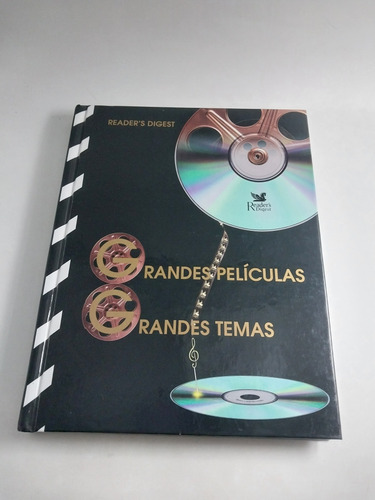 READER'S DIGEST
Reader's
Digest
GRANDES PELÍCULAS
GRANDES TEMAS